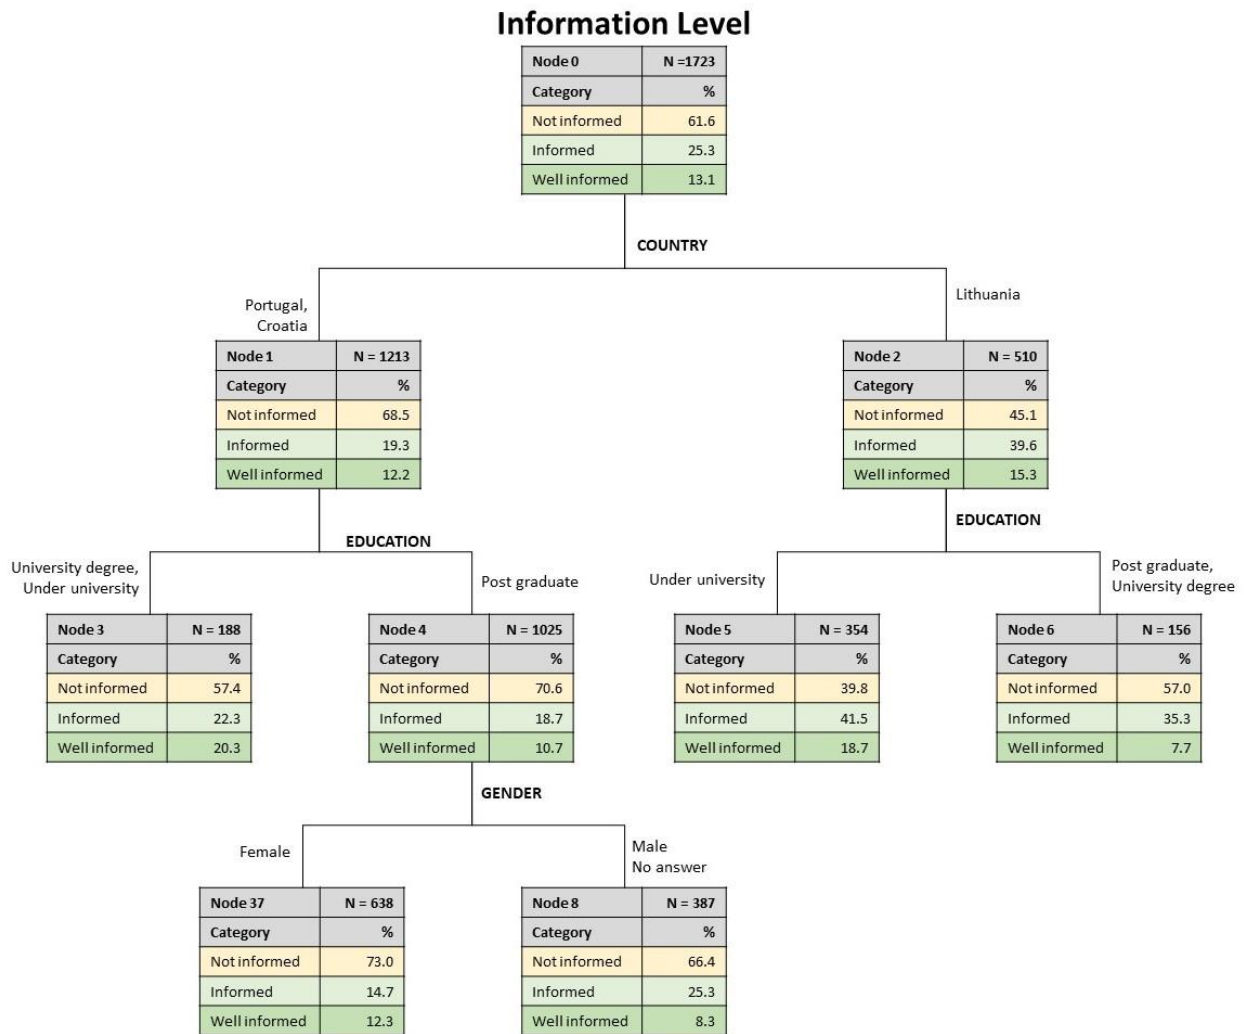 Information Level
Node 0 N =1723
Category %
Not informed 61.6
Informed 25.3
Well informed 13.1
COUNTRY
Portugal,
Croatia
Lithuania
Node 1 N = 1213
Category %
Not informed 68.5
Informed 19.3
Well informed 12.2
Node 2 N = 510
Category %
Not informed 45.1
Informed 39.6
Well informed 15.3
EDUCATION
University degree,
Under university
Post graduate
EDUCATION
Under university
Post graduate,
University degree
Node 3 N = 188
Category %
Not informed 57.4
Informed 22.3
Well informed 20.3
Node 4 N = 1025
Category %
Not informed 70.6
Informed 18.7
Well informed 10.7
Node 5 N = 354
Category %
Not informed 39.8
Informed 41.5
Well informed 18.7
Node 6 N = 156
Category %
Not informed 57.0
Informed 35.3
Well informed 7.7
GENDER
Female
Male
No answer
Node 37 N = 638
Category %
Not informed 73.0
Informed 14.7
Well informed 12.3
Node 8 N = 387
Category %
Not informed 66.4
Informed 25.3
Well informed 8.3